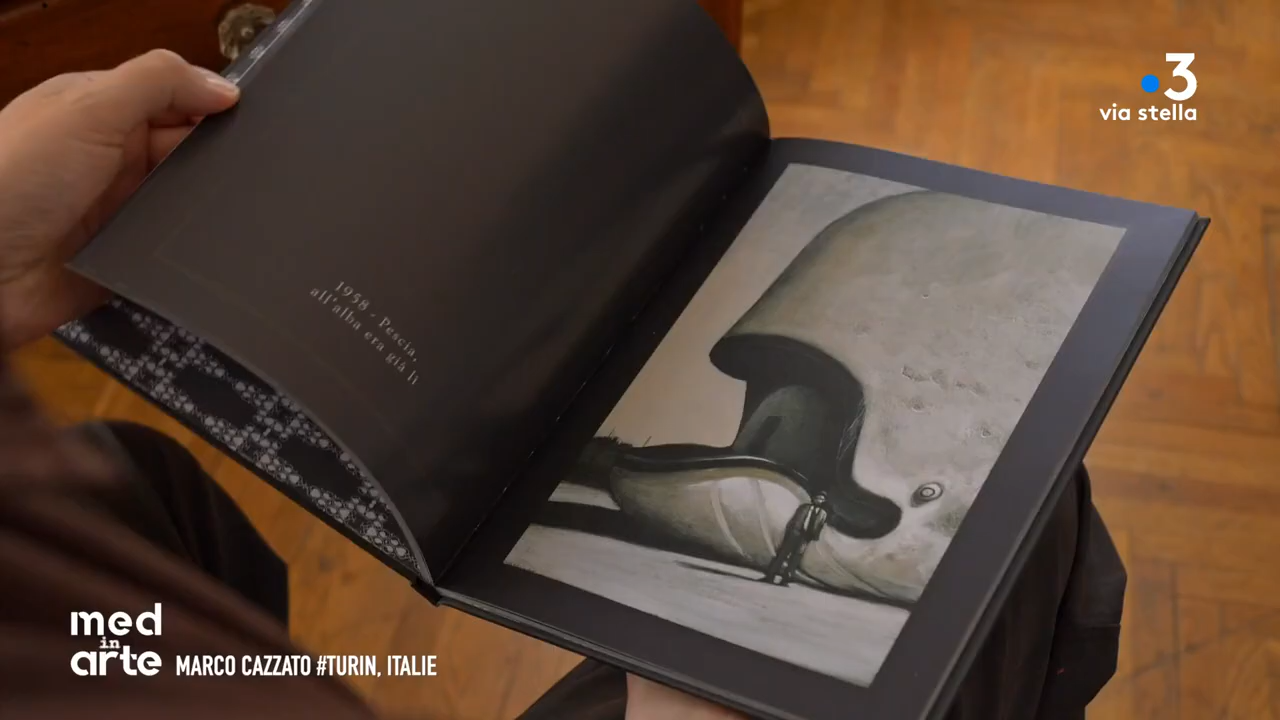 3
via stella
1958 - Pescia,
all'alba era già lì
med
in
arte
MARCO CAZZATO #TURIN, ITALIE